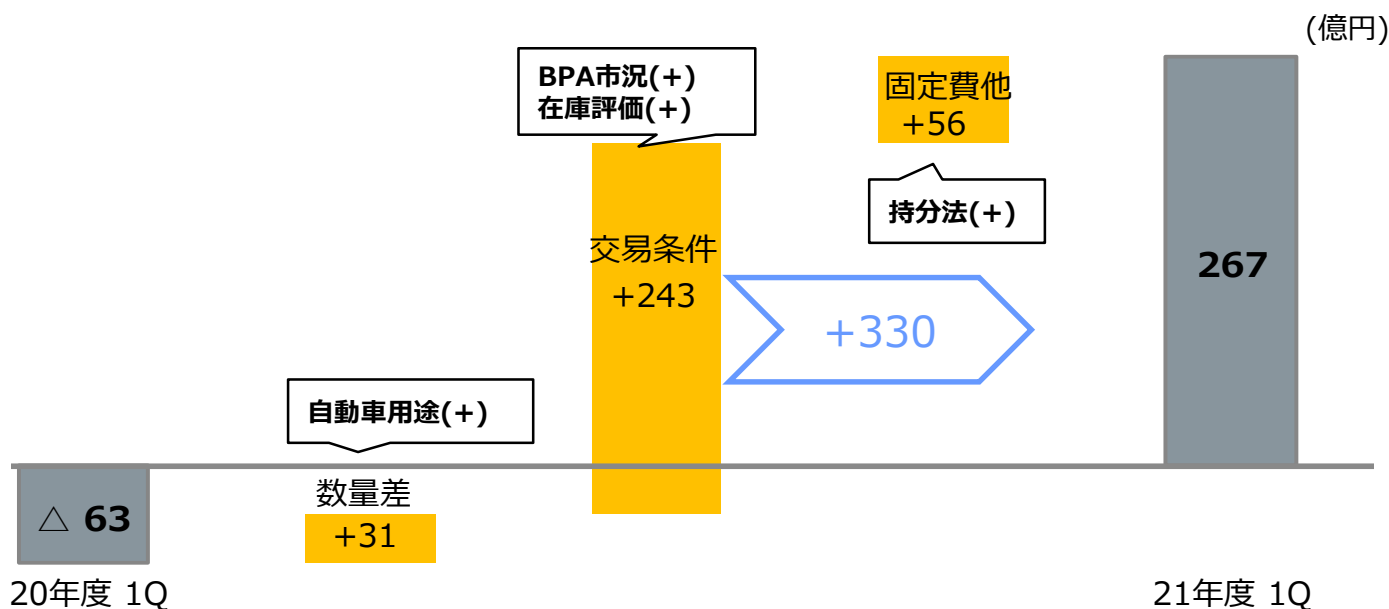 (億円)
BPA市況(+)
在庫評価(+)
固定費他
+56
持分法(+)
交易条件
+243
267
+330
自動車用途(+)
数量差
+31
△ 63
20年度 1Q
21年度 1Q